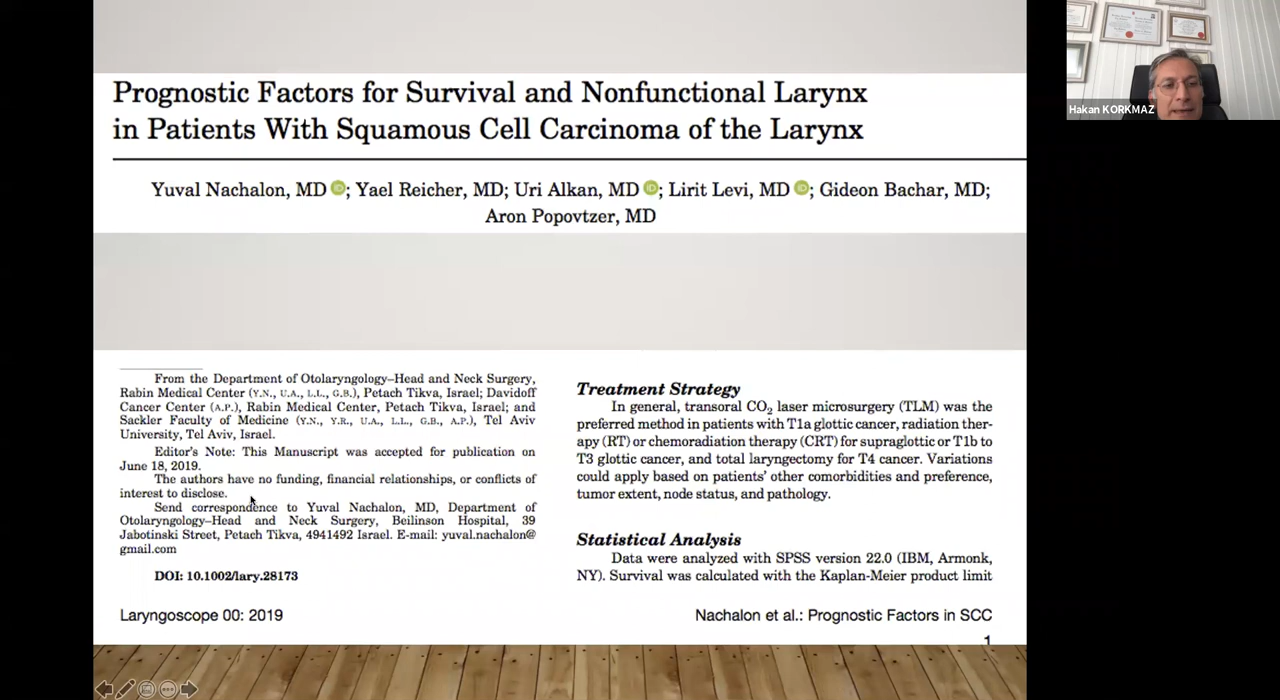 Prognostic Factors for Survival and Nonfunctional Larynx
in Patients With Squamous Cell Carcinoma of the Larynx
Yuval Nachalon, MD iD; Yael Reicher, MD; Uri Alkan, MD iD; Lirit Levi, MD iD; Gideon Bachar, MD;
Aron Popovtzer, MD
From the Department of Otolaryngology–Head and Neck Surgery,
Rabin Medical Center (Y.N., U.A., L.L., G.B.), Petach Tikva, Israel; Davidoff
Cancer Center (A.P.), Rabin Medical Center, Petach Tikva, Israel; and
Sackler Faculty of Medicine (Y.N., Y.R., U.A., L.L., G.B., A.P.), Tel Aviv
University, Tel Aviv, Israel.
Editor's Note: This Manuscript was accepted for publication on
June 18, 2019.
The authors have no funding, financial relationships, or conflicts of
interest to disclose.
Send correspondence to Yuval Nachalon, MD, Department of
Otolaryngology–Head and Neck Surgery, Beilinson Hospital, 39
Jabotinski Street, Petach Tikva, 4941492 Israel. E-mail: yuval.nachalon@
gmail.com
DOI: 10.1002/lary.28173
Laryngoscope 00: 2019
Treatment Strategy
In general, transoral CO₂ laser microsurgery (TLM) was the
preferred method in patients with T1a glottic cancer, radiation ther-
apy (RT) or chemoradiation therapy (CRT) for supraglottic or T1b to
T3 glottic cancer, and total laryngectomy for T4 cancer. Variations
could apply based on patients' other comorbidities and preference,
tumor extent, node status, and pathology.
Statistical Analysis
Data were analyzed with SPSS version 22.0 (IBM, Armonk,
NY). Survival was calculated with the Kaplan-Meier product limit
Nachalon et al.: Prognostic Factors in SCC
1
Hakan KORKMAZ